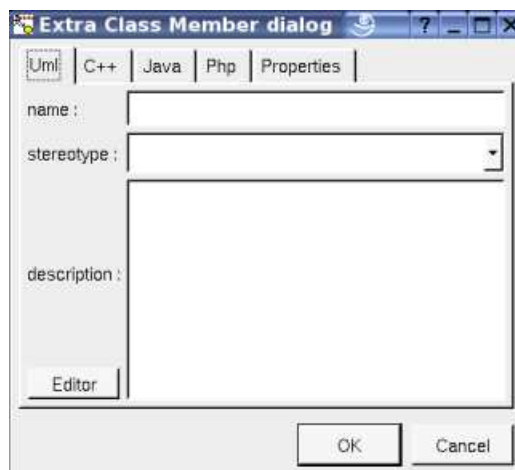 Extra Class Member dialog ? _ X
Uml C++ Java Php Properties
name :
stereotype :
description :
Editor
OK Cancel